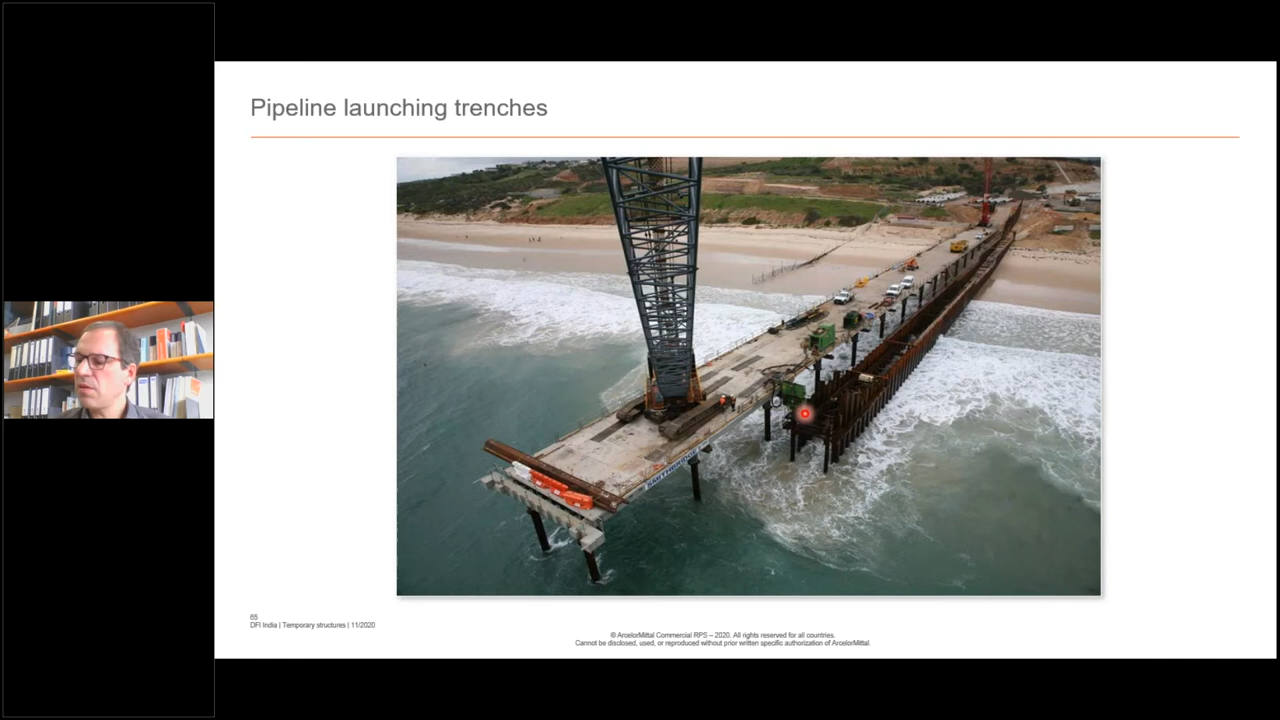 Pipeline launching trenches
65
DFI India | Temporary structures | 11/2020
© ArcelorMittal Commercial RPS – 2020. All rights reserved for all countries.
Cannot be disclosed, used, or reproduced without prior written specific authorization of ArcelorMittal.